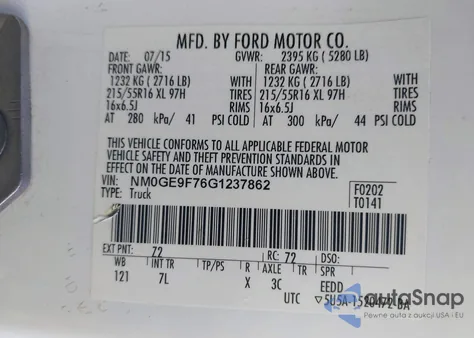 MFD. BY FORD MOTOR CO.
DATE: 07/15 GVWR: 2395 KG ( 5280 LB)
FRONT GAWR: REAR GAWR:
1232 KG ( 2716 LB) WITH 1232 KG ( 2716 LB) WITH
215/55R16 XL 97H TIRES 215/55R16 XL 97H TIRES
16x6.5J RIMS 16x6.5J RIMS
AT 280 kPa/ 41 PSI COLD AT 300 kPa/ 44 PSI COLD
THIS VEHICLE CONFORMS TO ALL APPLICABLE FEDERAL MOTOR
VEHICLE SAFETY AND THEFT PREVENTION STANDARDS IN
EFFECT ON THE DATE OF MANUFACTURE SHOWN ABOVE.
VIN: NM0GE9F76G1237862 F0202
TYPE: Truck T0141
EXT PNT: 72 RC: 72 DSO:
WB INT TR TP/PS R AXLE TR SPR
121 7L X 3C EEDD
UTC 5U5A-1520472-BA
autaSnap
Pewne auta z aukcji USA i EU